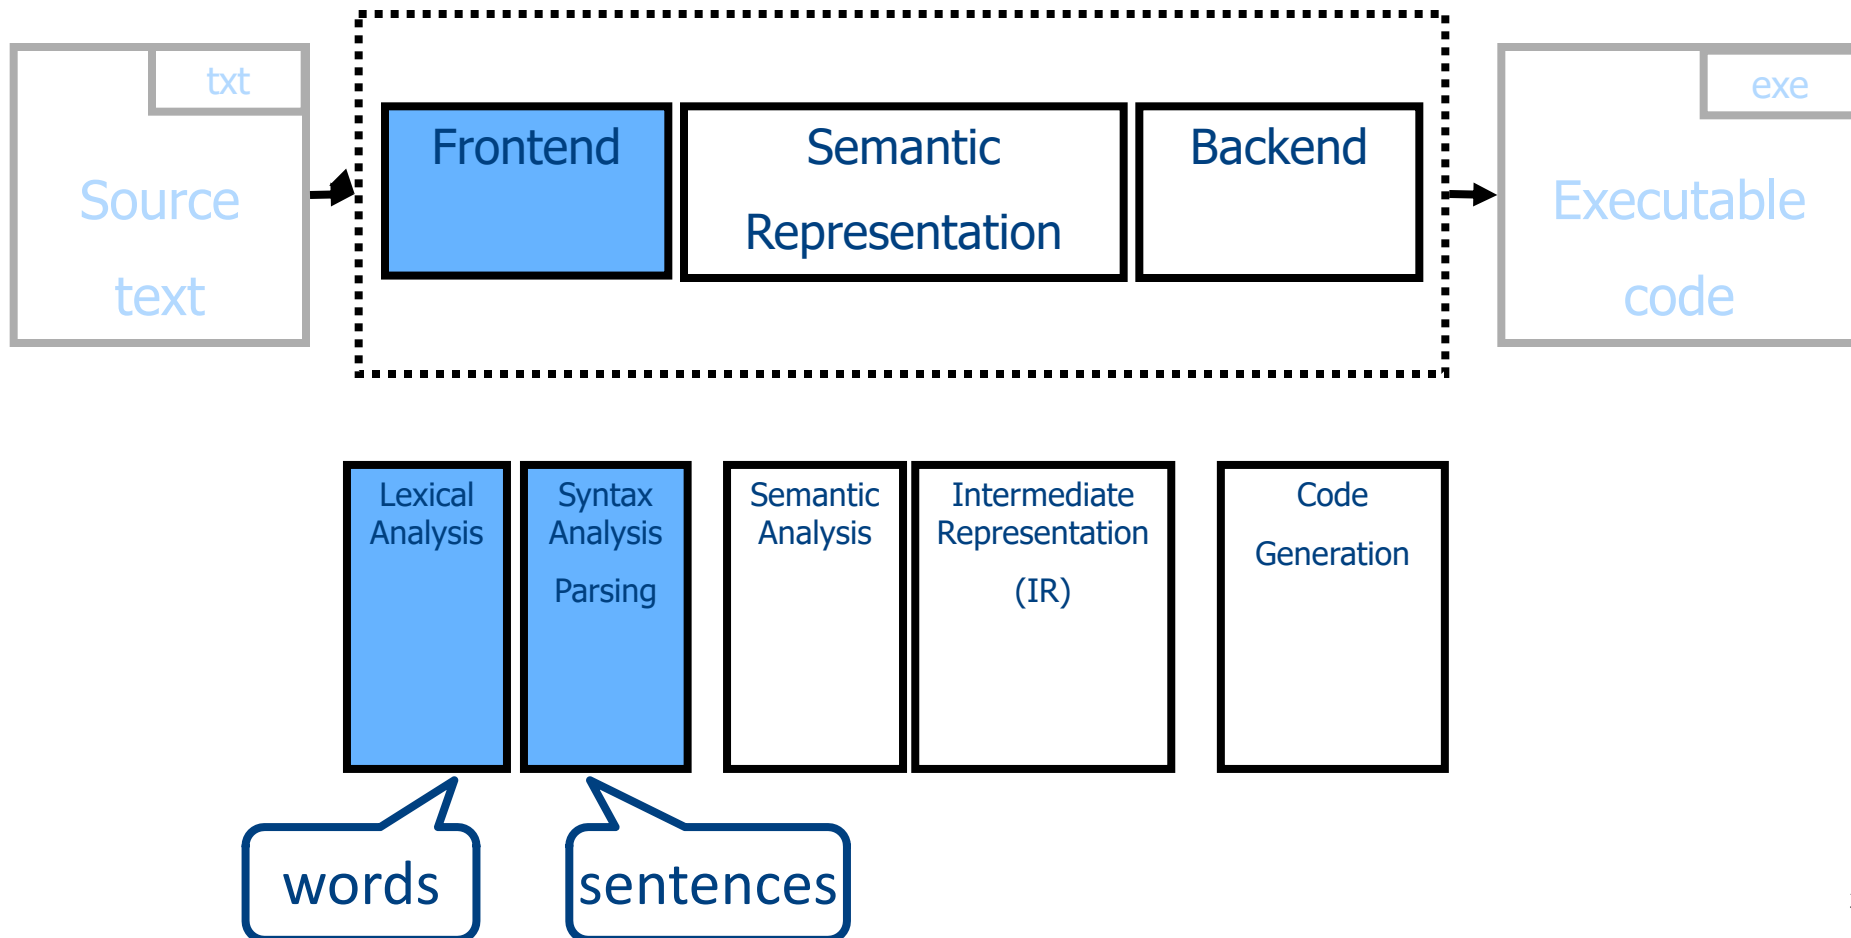 txt
Source
text
Frontend
Semantic
Representation
Backend
exe
Executable
code
Lexical
Analysis
Syntax
Analysis
Parsing
Semantic
Analysis
Intermediate
Representation
(IR)
Code
Generation
words
sentences